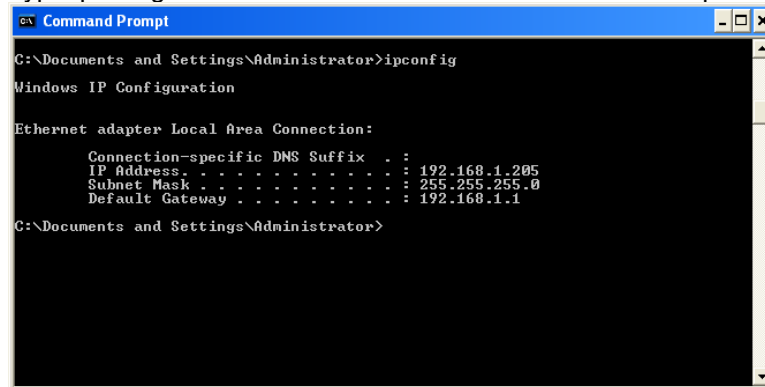 Command Prompt
C:\Documents and Settings\Administrator>ipconfig
Windows IP Configuration
Ethernet adapter Local Area Connection:
Connection-specific DNS Suffix . :
IP Address. . . . . . . . . . . . : 192.168.1.205
Subnet Mask . . . . . . . . . . . : 255.255.255.0
Default Gateway . . . . . . . . . : 192.168.1.1
C:\Documents and Settings\Administrator>